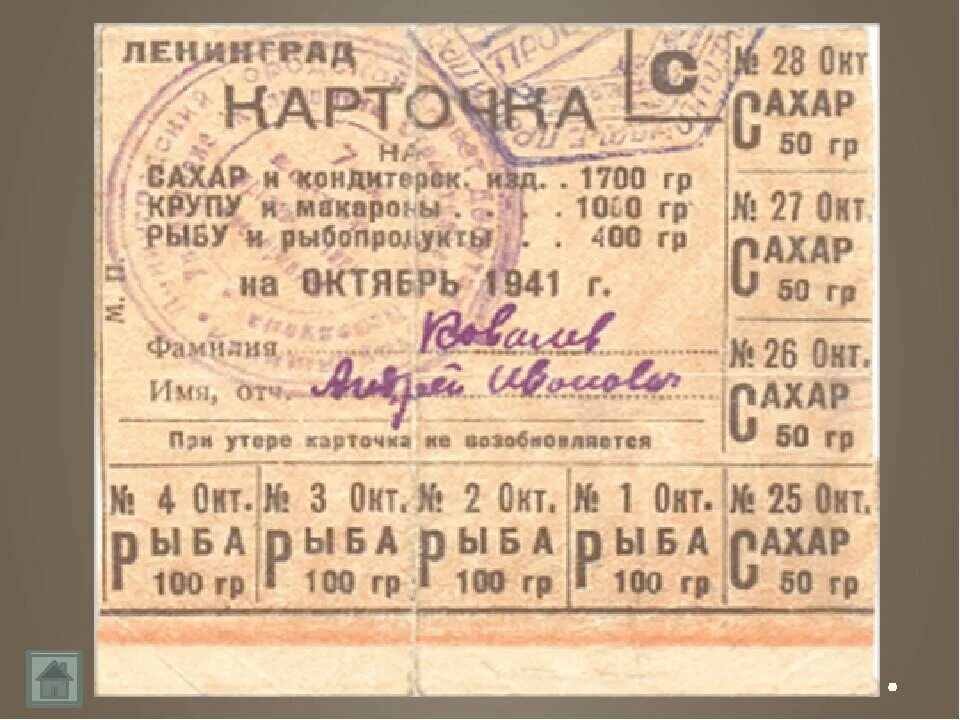 ЛЕНИНГРАД
С
КАРТОЧКА
НА
САХАР и кондитерск. изд. . 1700 гр
КРУПУ и макароны . . . . 1000 гр
РЫБУ и рыбопродукты . . 400 гр
на ОКТЯБРЬ 1941 г.
М. П.
Фамилия Ковалев
Имя, отч. Андрей Иванович
При утере карточка не возобновляется
№ 28 Окт.
САХАР
50 гр
№ 27 Окт.
САХАР
50 гр
№ 26 Окт.
САХАР
50 гр
№ 4 Окт.
РЫБА
100 гр
№ 3 Окт.
РЫБА
100 гр
№ 2 Окт.
РЫБА
100 гр
№ 1 Окт.
РЫБА
100 гр
№ 25 Окт.
САХАР
50 гр